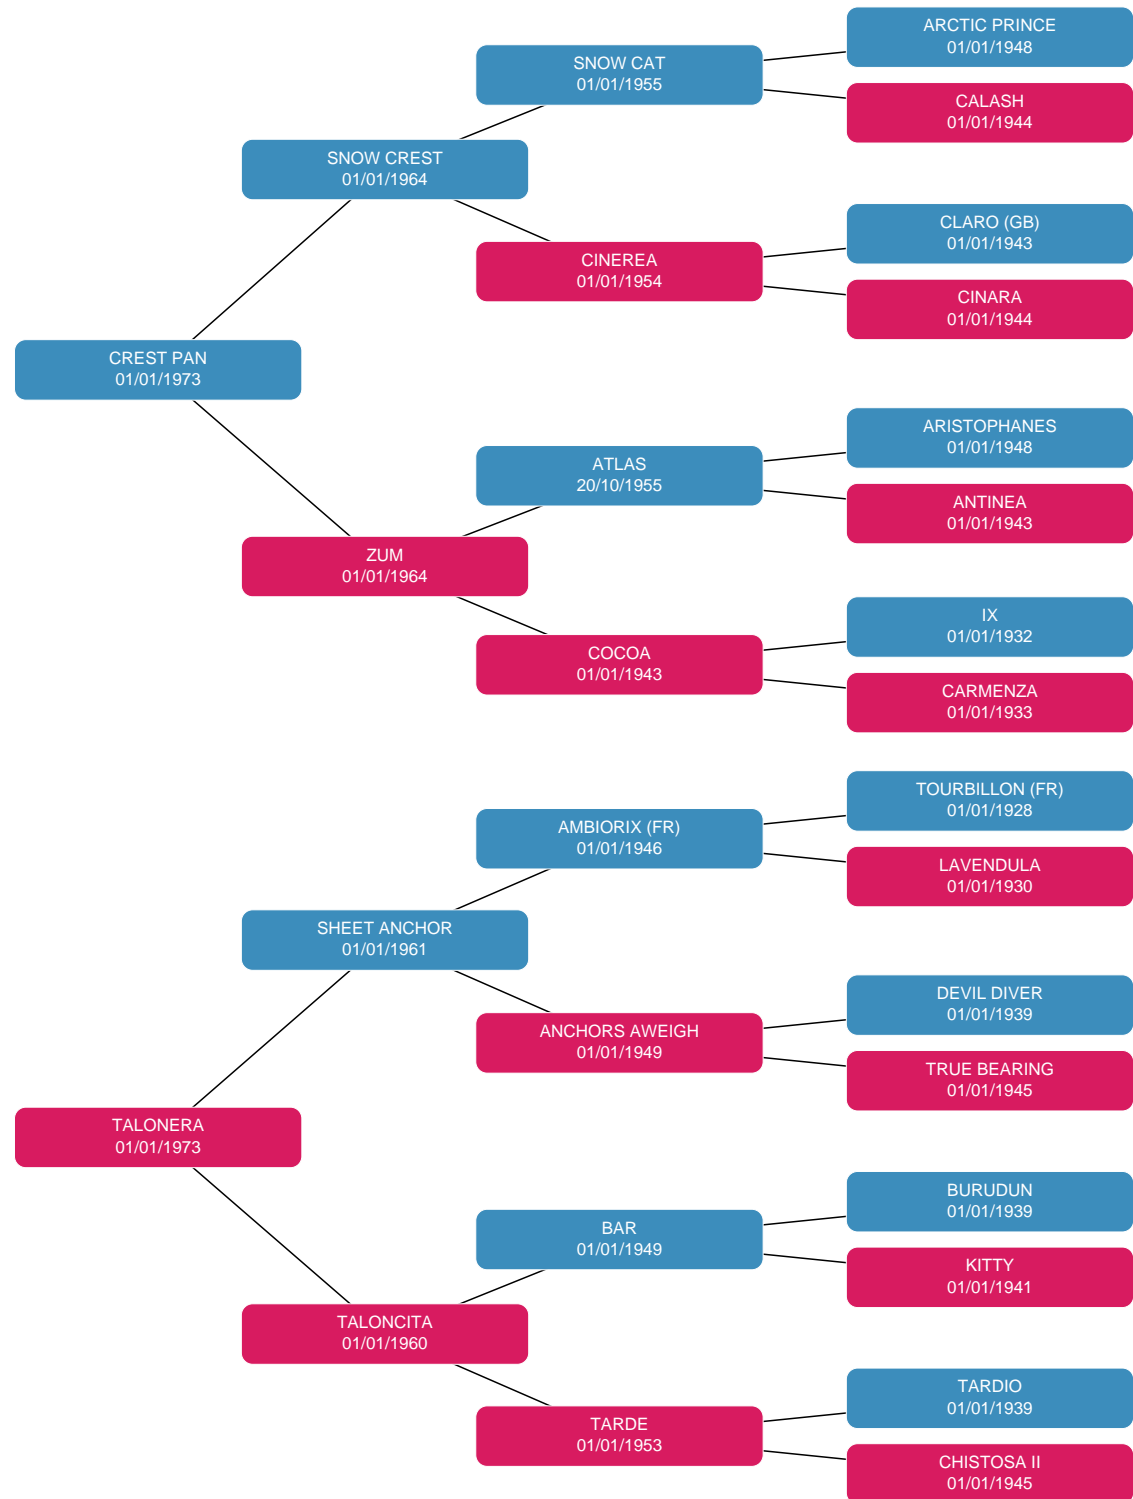 ARCTIC PRINCE
01/01/1948
SNOW CAT
01/01/1955
CALASH
01/01/1944
SNOW CREST
01/01/1964
CLARO (GB)
01/01/1943
CINEREA
01/01/1954
CINARA
01/01/1944
CREST PAN
01/01/1973
ARISTOPHANES
01/01/1948
ATLAS
20/10/1955
ANTINEA
01/01/1943
ZUM
01/01/1964
IX
01/01/1932
COCOA
01/01/1943
CARMENZA
01/01/1933
TOURBILLON (FR)
01/01/1928
AMBIORIX (FR)
01/01/1946
LAVENDULA
01/01/1930
SHEET ANCHOR
01/01/1961
DEVIL DIVER
01/01/1939
ANCHORS AWEIGH
01/01/1949
TRUE BEARING
01/01/1945
TALONERA
01/01/1973
BURUDUN
01/01/1939
BAR
01/01/1949
KITTY
01/01/1941
TALONCITA
01/01/1960
TARDIO
01/01/1939
TARDE
01/01/1953
CHISTOSA II
01/01/1945